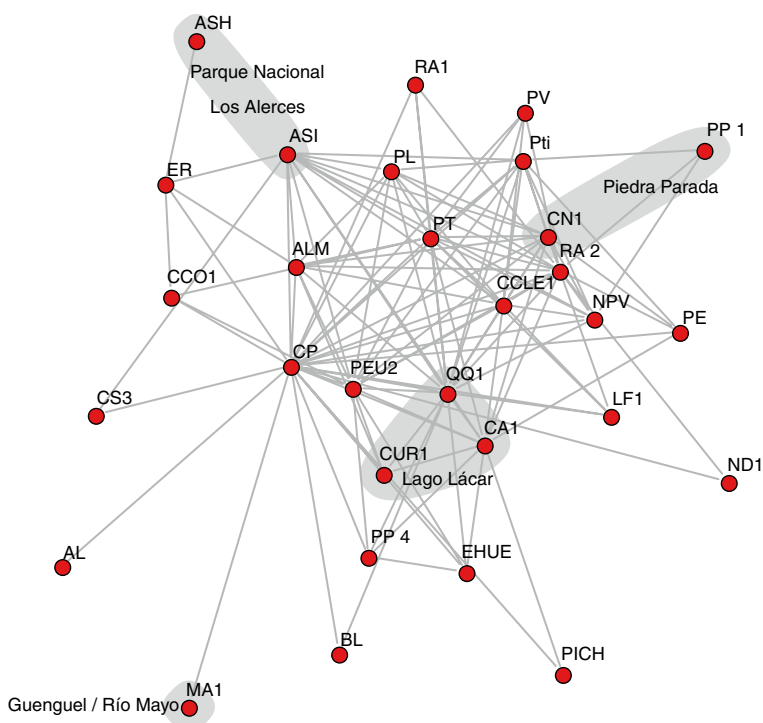 ASH
RA1
Parque Nacional
PV
Los Alerces
PP 1
ASI
Pti
PL
ER
Piedra Parada
CN1
PT
ALM
RA 2
CCO1
CCLE1
NPV
PE
CP
PEU2
QQ1
CS3
LF1
CA1
CUR1
Lago Lácar
ND1
PP 4
AL
EHUE
BL
PICH
MA1
Guenguel / Río Mayo